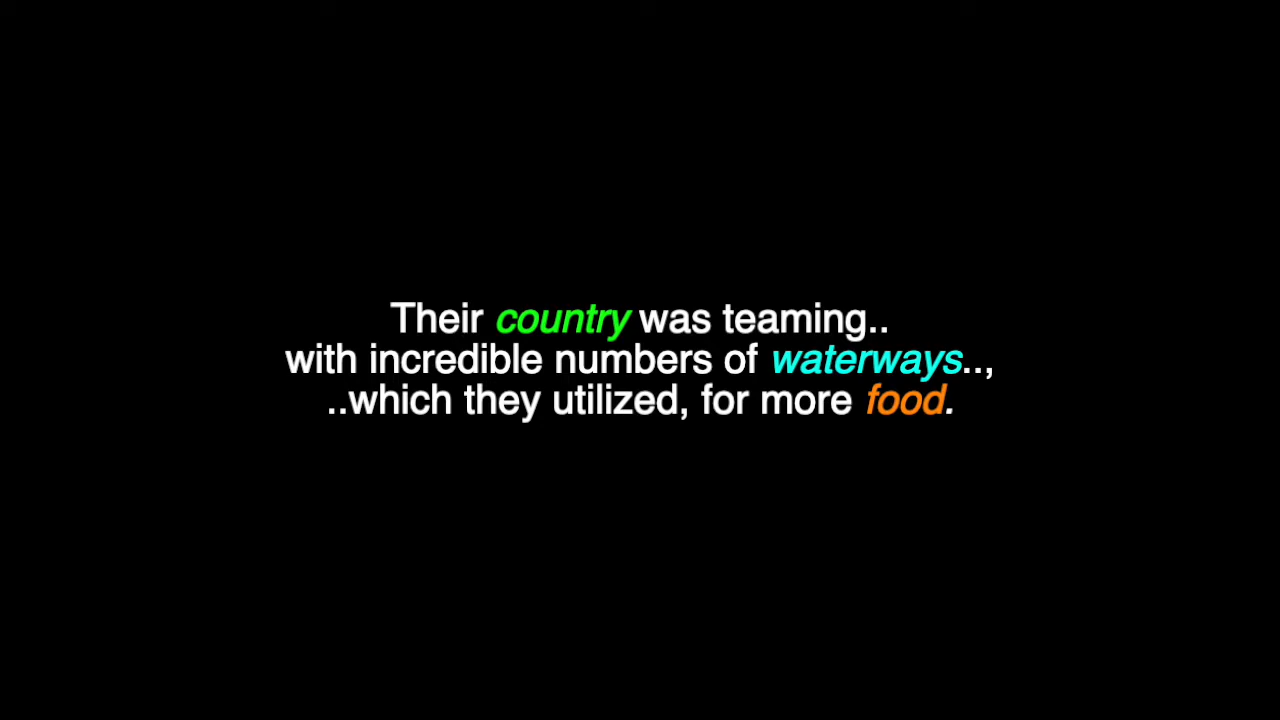 Their country was teaming..
with incredible numbers of waterways..,
..which they utilized, for more food.